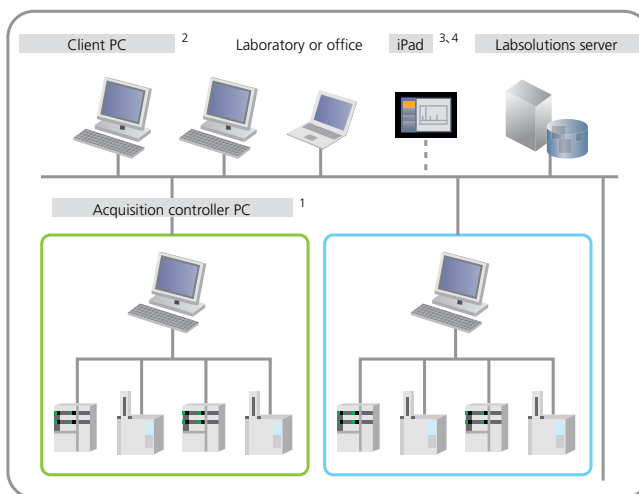 Client PC 2
Laboratory or office
iPad 3、4
Labsolutions server
Acquisition controller PC 1